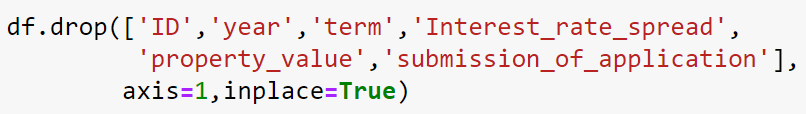 df.drop(['ID','year','term','Interest_rate_spread',
'property_value','submission_of_application'],
axis=1,inplace=True)